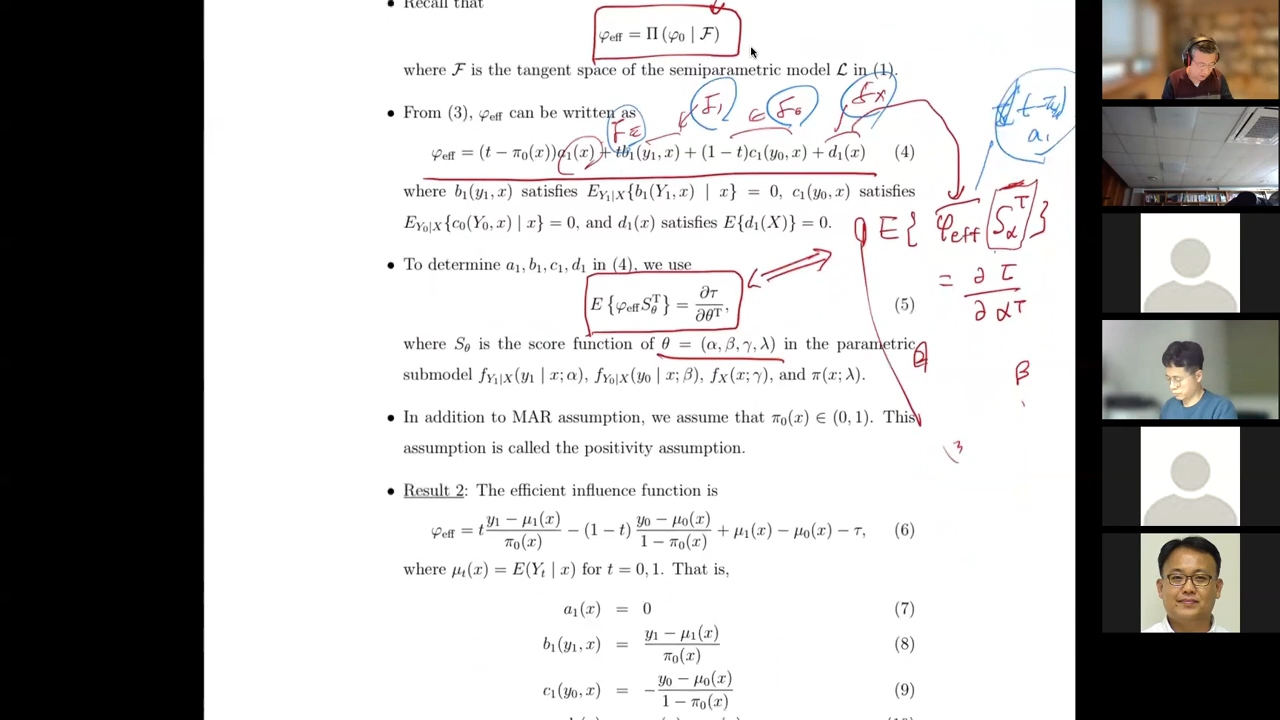 • Recall that
φ_eff = Π (φ_0 | 𝓕)
where 𝓕 is the tangent space of the semiparametric model 𝓛 in (1).
• From (3), φ_eff can be written as
F_ε F_1 ∈ F_0 F_X
φ_eff = (t − π_0(x))a_1(x) + tb_1(y_1, x) + (1 − t)c_1(y_0, x) + d_1(x) (4)
where b_1(y_1, x) satisfies E_{Y_1|X}{b_1(Y_1, x) | x} = 0, c_1(y_0, x) satisfies
E_{Y_0|X}{c_0(Y_0, x) | x} = 0, and d_1(x) satisfies E{d_1(X)} = 0.
E{ φ_eff S_α^T }
= ∂τ / ∂α^T
• To determine a_1, b_1, c_1, d_1 in (4), we use
E {φ_eff S_θ^T} = ∂τ/∂θ^T, (5)
where S_θ is the score function of θ = (α, β, γ, λ) in the parametric
β
submodel f_{Y_1|X}(y_1 | x; α), f_{Y_0|X}(y_0 | x; β), f_X(x; γ), and π(x; λ).
• In addition to MAR assumption, we assume that π_0(x) ∈ (0, 1). This
assumption is called the positivity assumption.
• Result 2: The efficient influence function is
φ_eff = t (y_1 − μ_1(x))/π_0(x) − (1 − t) (y_0 − μ_0(x))/(1 − π_0(x)) + μ_1(x) − μ_0(x) − τ, (6)
where μ_t(x) = E(Y_t | x) for t = 0, 1. That is,
a_1(x) = 0 (7)
b_1(y_1, x) = (y_1 − μ_1(x))/π_0(x) (8)
c_1(y_0, x) = −(y_0 − μ_0(x))/(1 − π_0(x)) (9)